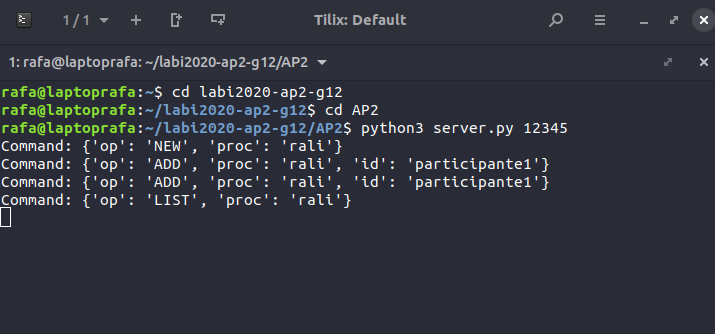 1 / 1
Tilix: Default
1: rafa@laptoprafa: ~/labi2020-ap2-g12/AP2
rafa@laptoprafa:~$ cd labi2020-ap2-g12
rafa@laptoprafa:~/labi2020-ap2-g12$ cd AP2
rafa@laptoprafa:~/labi2020-ap2-g12/AP2$ python3 server.py 12345
Command: {'op': 'NEW', 'proc': 'rali'}
Command: {'op': 'ADD', 'proc': 'rali', 'id': 'participante1'}
Command: {'op': 'ADD', 'proc': 'rali', 'id': 'participante1'}
Command: {'op': 'LIST', 'proc': 'rali'}